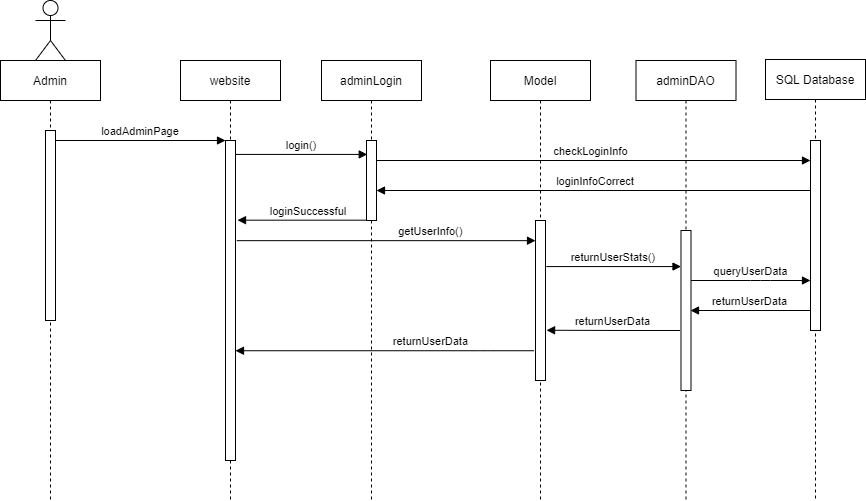 Admin
website
adminLogin
Model
adminDAO
SQL Database
loadAdminPage
login()
checkLoginInfo
loginInfoCorrect
loginSuccessful
getUserInfo()
returnUserStats()
queryUserData
returnUserData
returnUserData
returnUserData